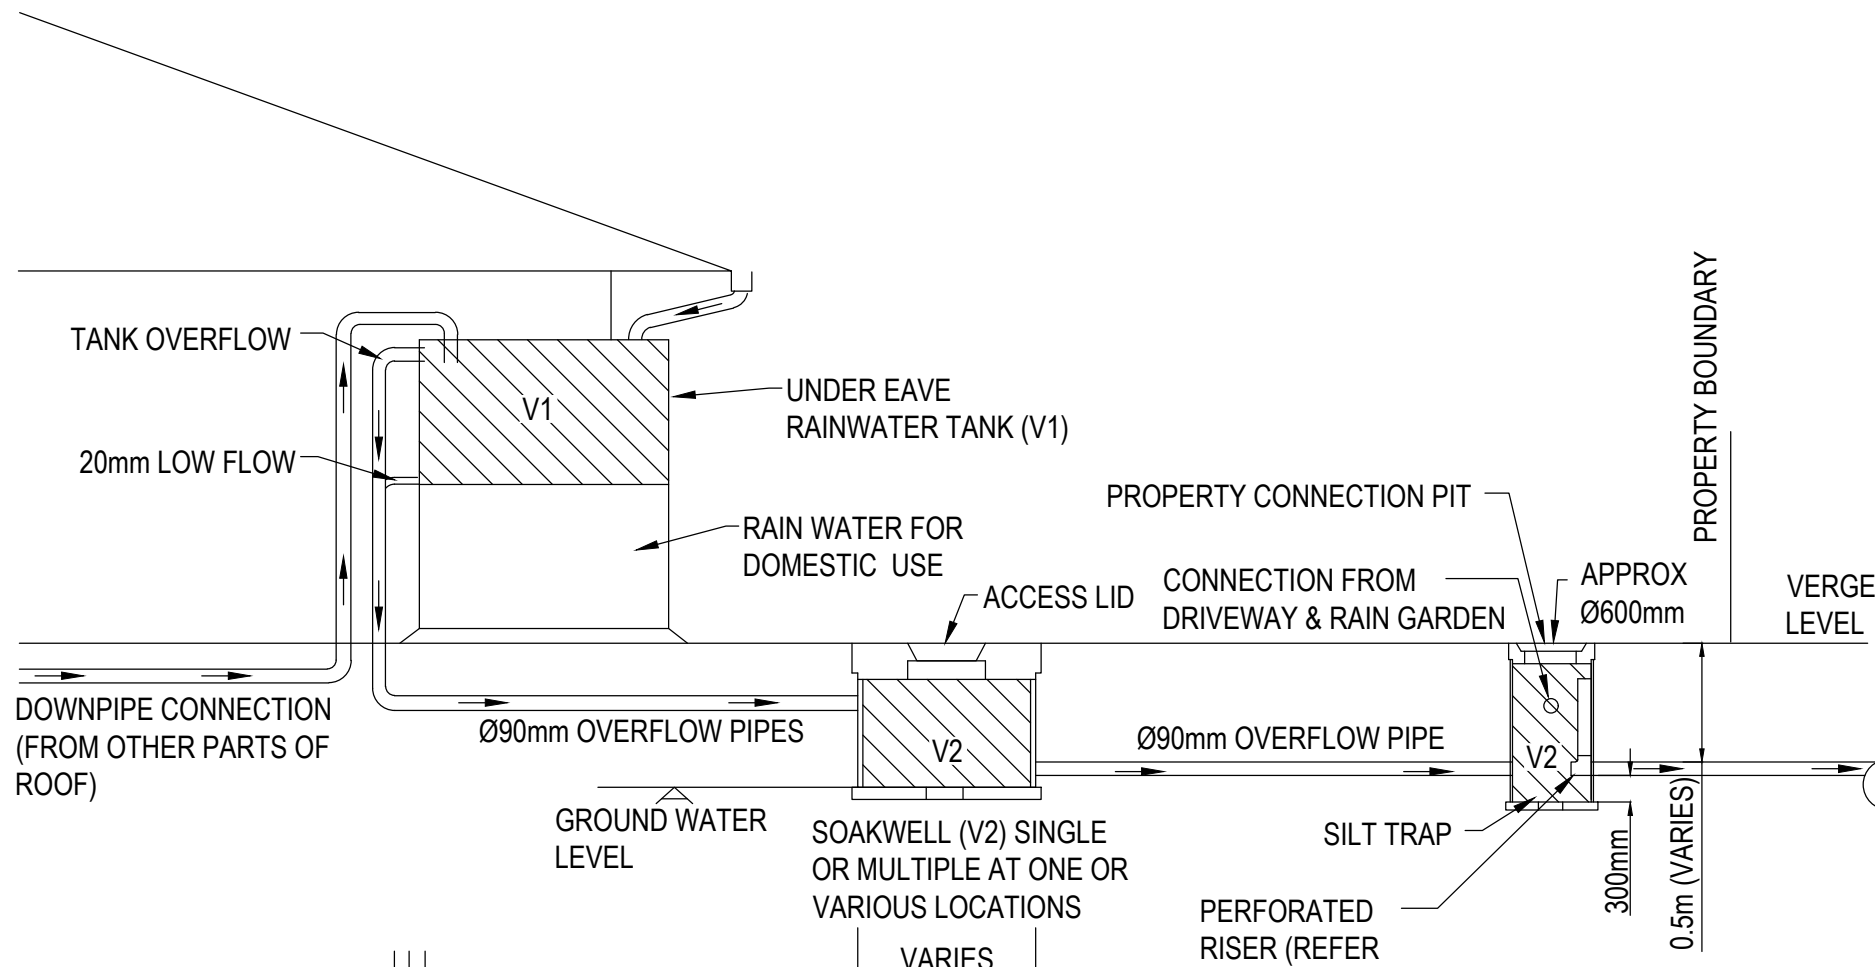 TANK OVERFLOW
V1
UNDER EAVE
RAINWATER TANK (V1)
20mm LOW FLOW
RAIN WATER FOR
DOMESTIC USE
PROPERTY BOUNDARY
PROPERTY CONNECTION PIT
CONNECTION FROM
DRIVEWAY & RAIN GARDEN
APPROX
Ø600mm
VERGE
LEVEL
ACCESS LID
DOWNPIPE CONNECTION
(FROM OTHER PARTS OF
ROOF)
Ø90mm OVERFLOW PIPES
V2
Ø90mm OVERFLOW PIPE
V2
GROUND WATER
LEVEL
SOAKWELL (V2) SINGLE
OR MULTIPLE AT ONE OR
VARIOUS LOCATIONS
VARIES
SILT TRAP
PERFORATED
RISER (REFER
300mm
0.5m (VARIES)